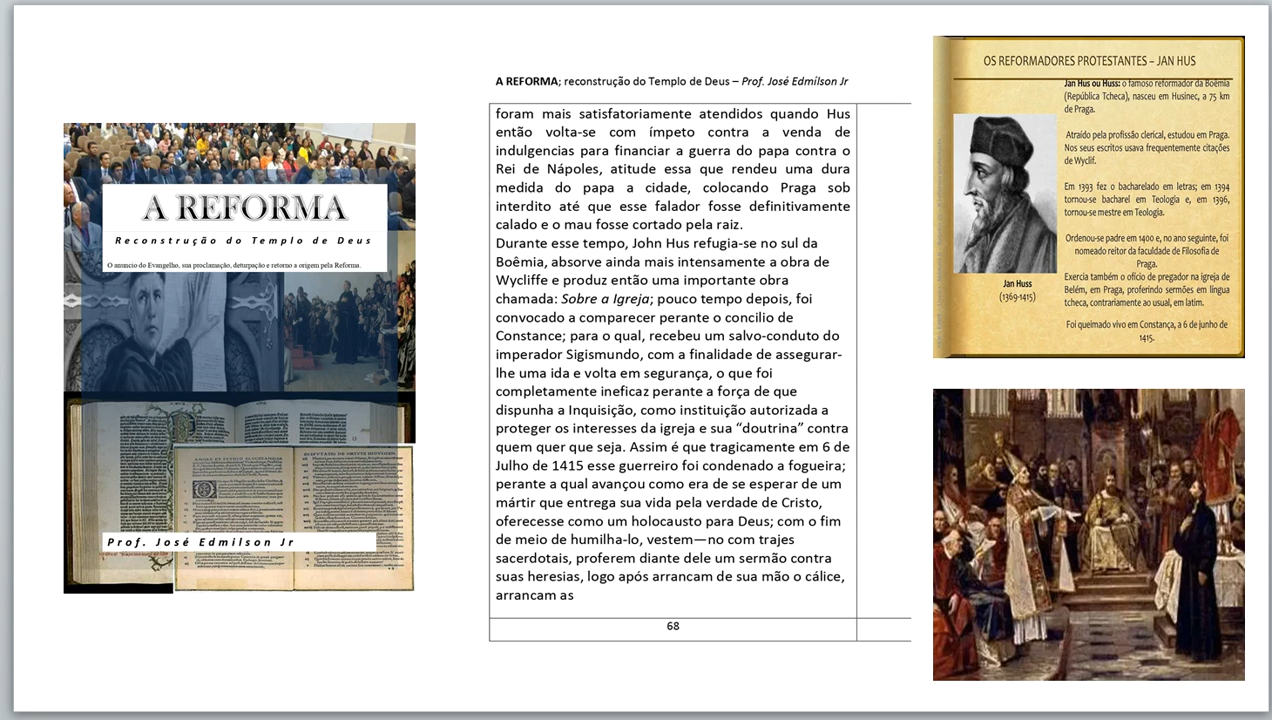 A REFORMA
Reconstrução do Templo de Deus
O anuncio do Evangelho, sua proclamação, deturpação e retorno a origem pela Reforma.
Prof. José Edmilson Jr
A REFORMA; reconstrução do Templo de Deus – Prof. José Edmilson Jr
foram mais satisfatoriamente atendidos quando Hus
então volta-se com ímpeto contra a venda de
indulgencias para financiar a guerra do papa contra o
Rei de Nápoles, atitude essa que rendeu uma dura
medida do papa a cidade, colocando Praga sob
interdito até que esse falador fosse definitivamente
calado e o mau fosse cortado pela raiz.
Durante esse tempo, John Hus refugia-se no sul da
Boêmia, absorve ainda mais intensamente a obra de
Wycliffe e produz então uma importante obra
chamada: Sobre a Igreja; pouco tempo depois, foi
convocado a comparecer perante o concilio de
Constance; para o qual, recebeu um salvo-conduto do
imperador Sigismundo, com a finalidade de assegurar-
lhe uma ida e volta em segurança, o que foi
completamente ineficaz perante a força de que
dispunha a Inquisição, como instituição autorizada a
proteger os interesses da igreja e sua “doutrina” contra
quem quer que seja. Assim é que tragicamente em 6 de
Julho de 1415 esse guerreiro foi condenado a fogueira;
perante a qual avançou como era de se esperar de um
mártir que entrega sua vida pela verdade de Cristo,
oferecesse como um holocausto para Deus; como fim
de meio de humilha-lo, vestem—no com trajes
sacerdotais, proferem diante dele um sermão contra
suas heresias, logo após arrancam de sua mão o cálice,
arrancam as
68
OS REFORMADORES PROTESTANTES – JAN HUS
Jan Hus ou Huss: o famoso reformador da Boêmia
(República Tcheca), nasceu em Husinec, a 75 km
de Praga.
Atraído pela profissão clerical, estudou em Praga.
Nos seus escritos usava frequentemente citações
de Wyclif.
Em 1393 fez o bacharelado em letras; em 1394
tornou-se bacharel em Teologia e, em 1396,
tornou-se mestre em Teologia.
Ordenou-se padre em 1400 e, no ano seguinte, foi
nomeado reitor da faculdade de Filosofia de
Praga.
Exercia também o ofício de pregador na igreja de
Belém, em Praga, proferindo sermões em língua
tcheca, contrariamente ao usual, em latim.
Foi queimado vivo em Constança, a 6 de junho de
1415.
Jan Huss
(1369-1415)